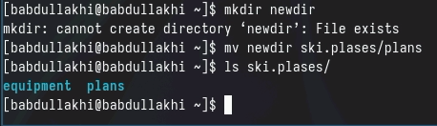 [babdullakhi@babdullakhi ~]$ mkdir newdir
mkdir: cannot create directory ‘newdir’: File exists
[babdullakhi@babdullakhi ~]$ mv newdir ski.plases/plans
[babdullakhi@babdullakhi ~]$ ls ski.plases/
equipment  plans
[babdullakhi@babdullakhi ~]$